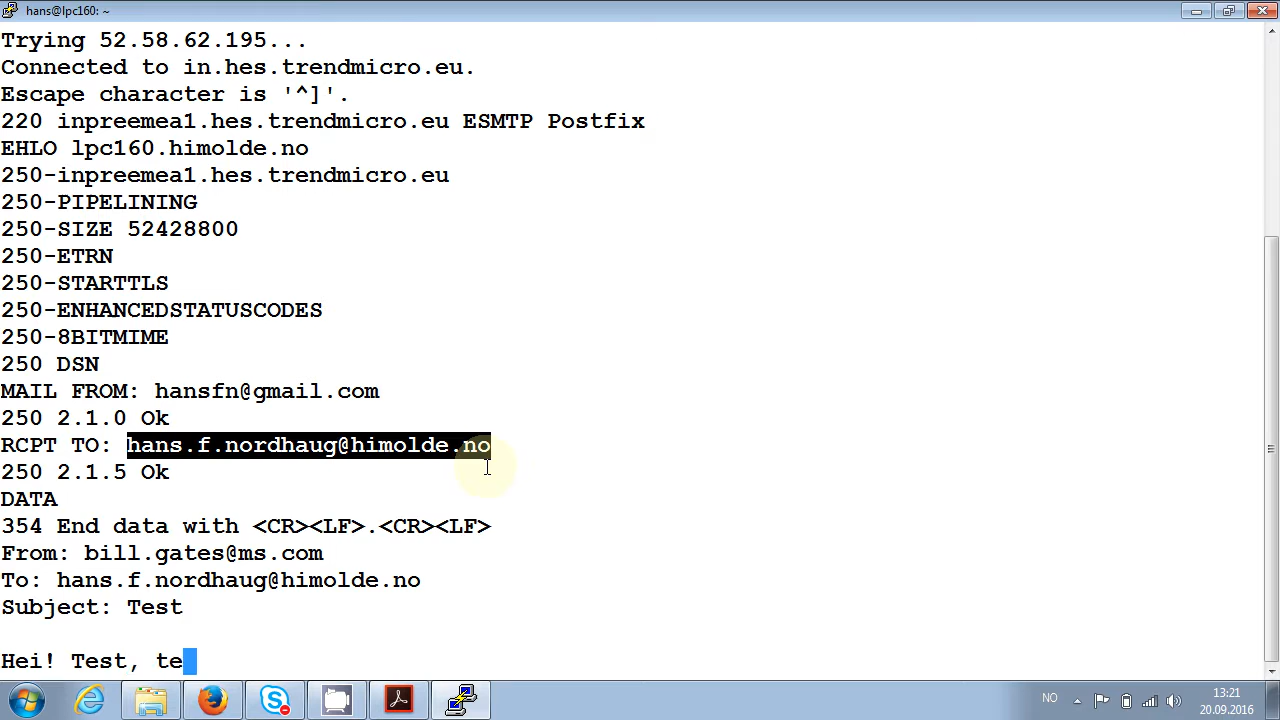 hans@lpc160: ~
Trying 52.58.62.195...
Connected to in.hes.trendmicro.eu.
Escape character is '^]'.
220 inpreemea1.hes.trendmicro.eu ESMTP Postfix
EHLO lpc160.himolde.no
250-inpreemea1.hes.trendmicro.eu
250-PIPELINING
250-SIZE 52428800
250-ETRN
250-STARTTLS
250-ENHANCEDSTATUSCODES
250-8BITMIME
250 DSN
MAIL FROM: hansfn@gmail.com
250 2.1.0 Ok
RCPT TO: hans.f.nordhaug@himolde.no
250 2.1.5 Ok
DATA
354 End data with <CR><LF>.<CR><LF>
From: bill.gates@ms.com
To: hans.f.nordhaug@himolde.no
Subject: Test
Hei! Test, te
NO
13:21
20.09.2016